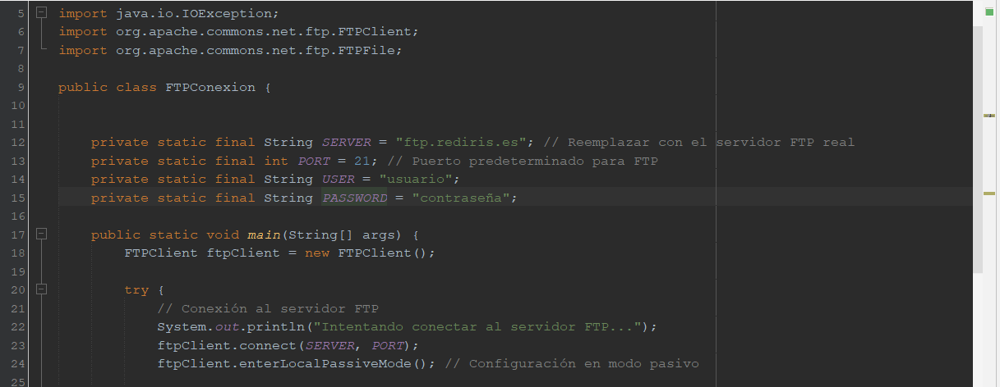 5 import java.io.IOException;
6 import org.apache.commons.net.ftp.FTPClient;
7 import org.apache.commons.net.ftp.FTPFile;
8
9 public class FTPConexion {
10
11
12 private static final String SERVER = "ftp.rediris.es"; // Reemplazar con el servidor FTP real
13 private static final int PORT = 21; // Puerto predeterminado para FTP
14 private static final String USER = "usuario";
15 private static final String PASSWORD = "contraseña";
16
17 public static void main(String[] args) {
18 FTPClient ftpClient = new FTPClient();
19
20 try {
21 // Conexión al servidor FTP
22 System.out.println("Intentando conectar al servidor FTP...");
23 ftpClient.connect(SERVER, PORT);
24 ftpClient.enterLocalPassiveMode(); // Configuración en modo pasivo
25